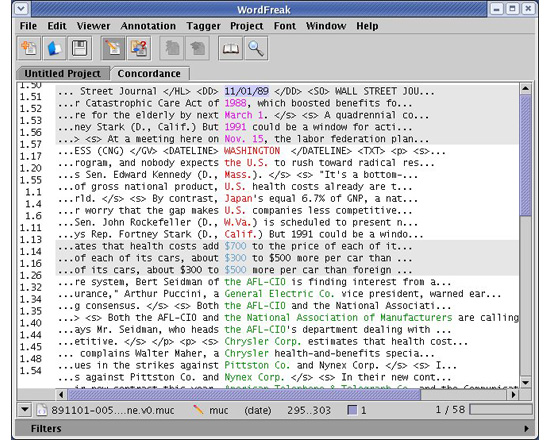 WordFreak
File Edit Viewer Annotation Tagger Project Font Window Help
Untitled Project Concordance
1.50 ... Street Journal </HL> <DD> 11/01/89 </DD> <SO> WALL STREET JOU...
1.51 ...r Catastrophic Care Act of 1988, which boosted benefits fo...
1.52 ...re for the elderly by next March 1. </s> <s> A quadrennial co...
1.53 ...ney Stark (D., Calif.) But 1991 could be a window for acti...
1.56 ...> <s> At a meeting here on Nov. 15, the labor federation plan...
1.57 ...ESS (CNG) </GV> <DATELINE> WASHINGTON </DATELINE> <TXT> <p> <s>...
1.17 ...rogram, and nobody expects the U.S. to rush toward radical res...
1.20 ...s Sen. Edward Kennedy (D., Mass.). </s> <s> "It's a bottom-...
1.55 ...of gross national product, U.S. health costs already are t...
1.1 ...rld. </s> <s> By contrast, Japan's equal 6.7% of GNP, a nat...
1.4 ...r worry that the gap makes U.S. companies less competitive...
1.6 ...Sen. John Rockefeller (D., W.Va.) is scheduled to present n...
1.11 ...ys Rep. Fortney Stark (D., Calif.) But 1991 could be a windo...
1.13 ...ates that health costs add $700 to the price of each of it...
1.14 ...of each of its cars, about $300 to $500 more per car than ...
1.16 ...of its cars, about $300 to $500 more per car than foreign ...
1.26 ...re system, Bert Seidman of the AFL-CIO is finding interest from a...
1.28 ...urance," Arthur Puccini, a General Electric Co. vice president, warned ear...
1.32 ...g consensus. </s> <s> Both the AFL-CIO and the National Associati...
1.35 ...> <s> Both the AFL-CIO and the National Association of Manufacturers are calling
1.40 ...ays Mr. Seidman, who heads the AFL-CIO's department dealing with ...
1.44 ...etitive. </s> </p> <p> <s> Chrysler Corp. estimates that health cost...
1.45 ... complains Walter Maher, a Chrysler health-and-benefits specia...
1.48 ...ues in the strikes against Pittston Co. and Nynex Corp. </s> <s> I...
1.54 ...s against Pittston Co. and Nynex Corp. </s> <s> In their new cont...
891101-005....ne.v0.muc muc (date) 295..303 1 1 / 58
Filters